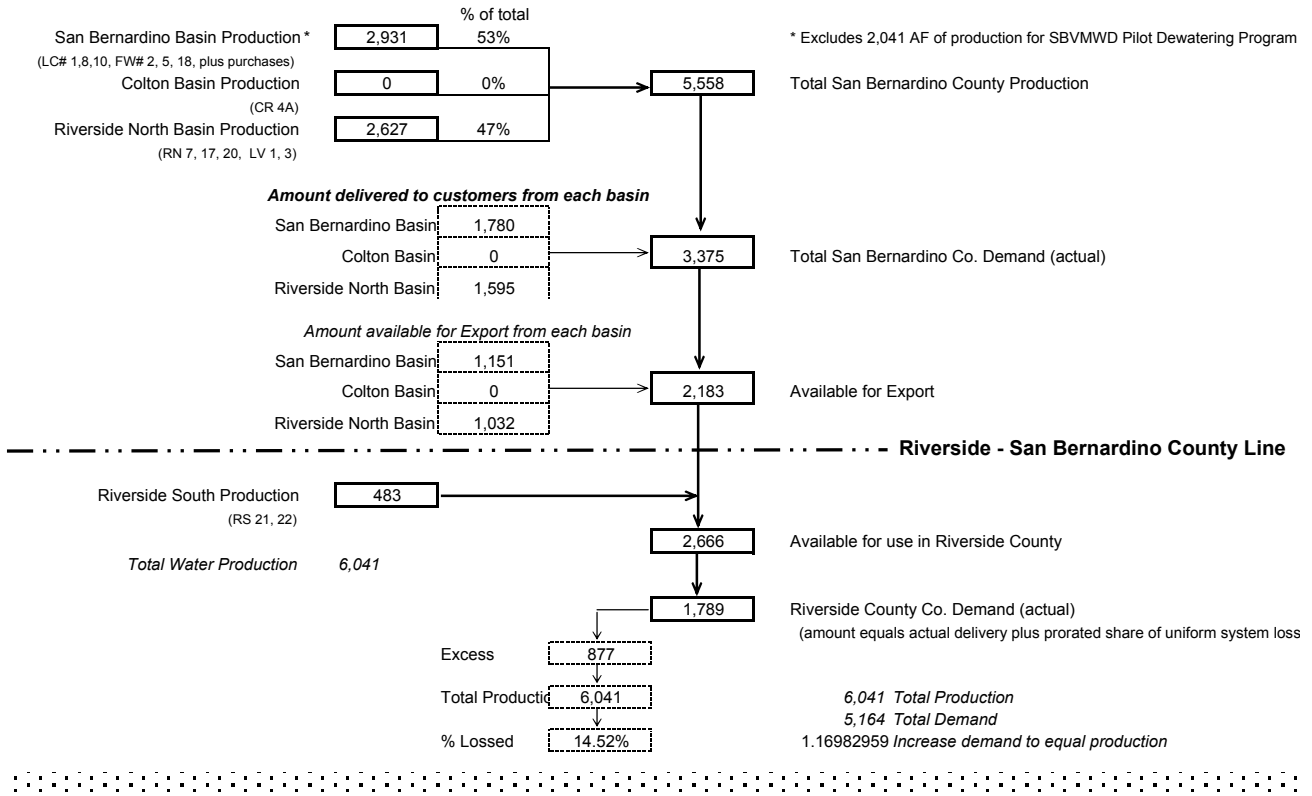 % of total
San Bernardino Basin Production * 2,931 53% * Excludes 2,041 AF of production for SBVMWD Pilot Dewatering Program
(LC# 1,8,10, FW# 2, 5, 18, plus purchases)
Colton Basin Production 0 0% 5,558 Total San Bernardino County Production
(CR 4A)
Riverside North Basin Production 2,627 47%
(RN 7, 17, 20, LV 1, 3)
Amount delivered to customers from each basin
San Bernardino Basin 1,780
Colton Basin 0 3,375 Total San Bernardino Co. Demand (actual)
Riverside North Basin 1,595
Amount available for Export from each basin
San Bernardino Basin 1,151
Colton Basin 0 2,183 Available for Export
Riverside North Basin 1,032
Riverside - San Bernardino County Line
Riverside South Production 483
(RS 21, 22)
2,666 Available for use in Riverside County
Total Water Production 6,041
1,789 Riverside County Co. Demand (actual)
(amount equals actual delivery plus prorated share of uniform system loss
Excess 877
Total Productic 6,041 6,041 Total Production
5,164 Total Demand
% Lossed 14.52% 1.16982959 Increase demand to equal production